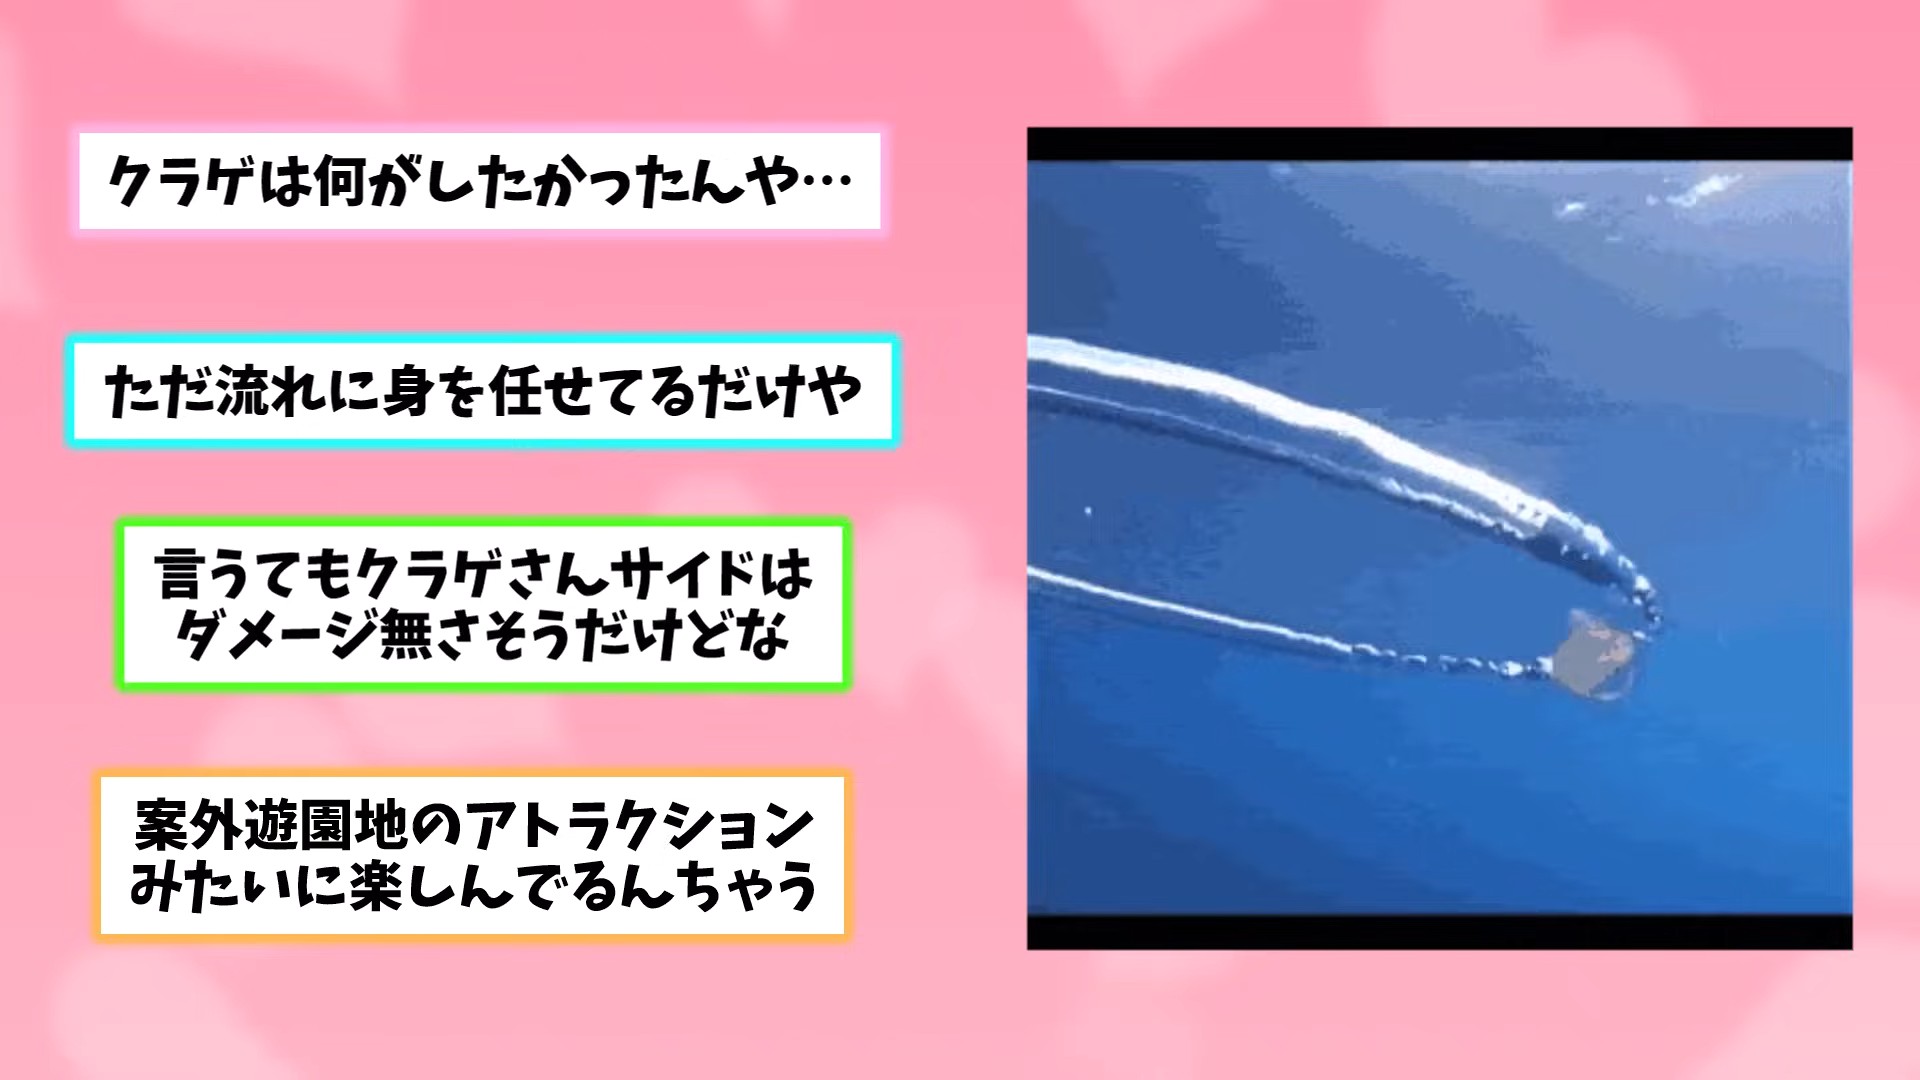 クラゲは何がしたかったんや…
ただ流れに身を任せてるだけや
言うてもクラゲさんサイドは
ダメージ無さそうだけどな
案外遊園地のアトラクション
みたいに楽しんでるんちゃう